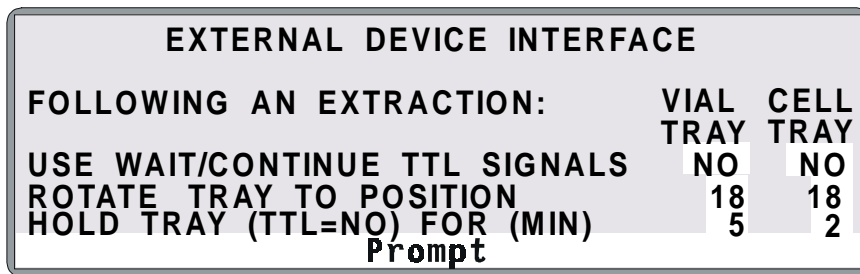 EXTERNAL DEVICE INTERFACE
FOLLOWING AN EXTRACTION: VIAL CELL
TRAY TRAY
USE WAIT/CONTINUE TTL SIGNALS NO NO
ROTATE TRAY TO POSITION 18 18
HOLD TRAY (TTL=NO) FOR (MIN) 5 2
Prompt